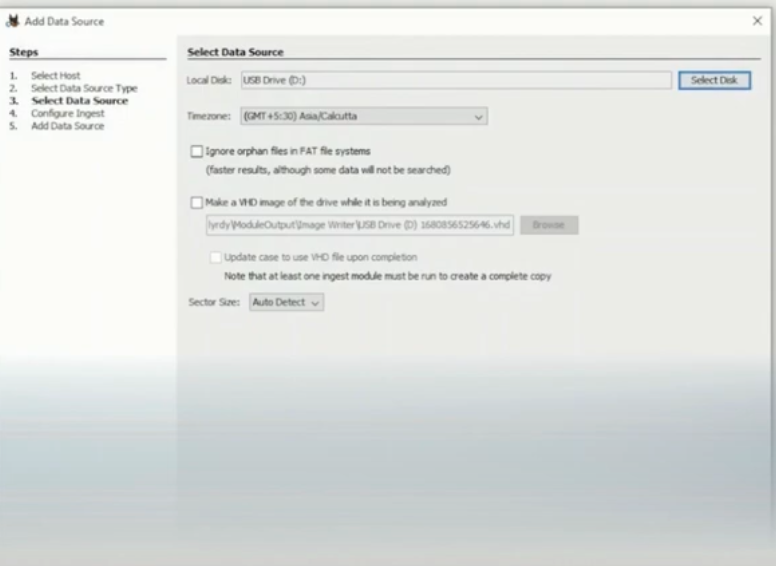 Add Data Source
Steps
1. Select Host
2. Select Data Source Type
3. Select Data Source
4. Configure Ingest
5. Add Data Source
Select Data Source
Local Disk: USB Drive (D:) Select Disk
Timezone: (GMT+5:30) Asia/Calcutta
Ignore orphan files in FAT file systems
(faster results, although some data will not be searched)
Make a VHD image of the drive while it is being analyzed
lyrdy\ModuleOutput\Image Writer\USB Drive (D) 1680856525646.vhd Browse
Update case to use VHD file upon completion
Note that at least one ingest module must be run to create a complete copy
Sector Size: Auto Detect